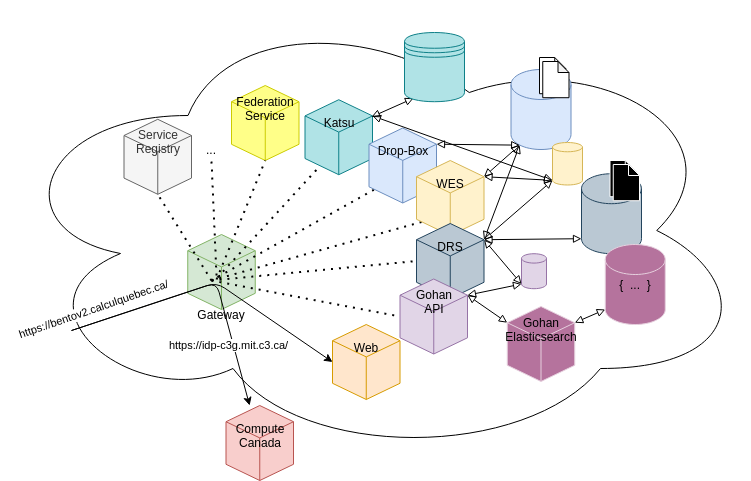 Federation
Service
Katsu
Service
Registry
...
Drop-Box
WES
DRS
Gateway
Gohan
API
{ ... }
https://bentov2.calculquebec.ca/
Gohan
Elasticsearch
https://idp-c3g.mit.c3.ca/
Web
Compute
Canada